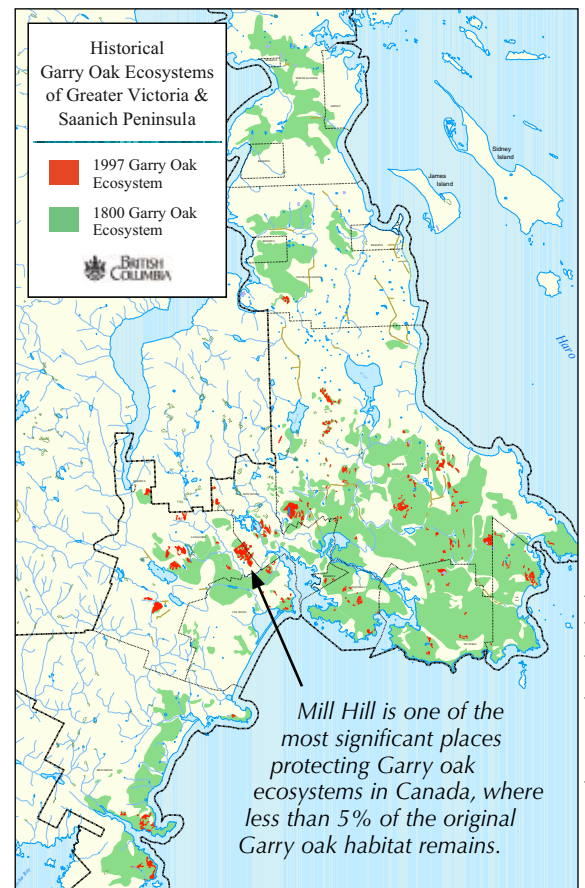 Historical
Garry Oak Ecosystems
of Greater Victoria &
Saanich Peninsula
1997 Garry Oak
Ecosystem
1800 Garry Oak
Ecosystem
BRITISH
COLUMBIA
Sidney
Island
James
Island
Haro
Mill Hill is one of the
most significant places
protecting Garry oak
ecosystems in Canada, where
less than 5% of the original
Garry oak habitat remains.